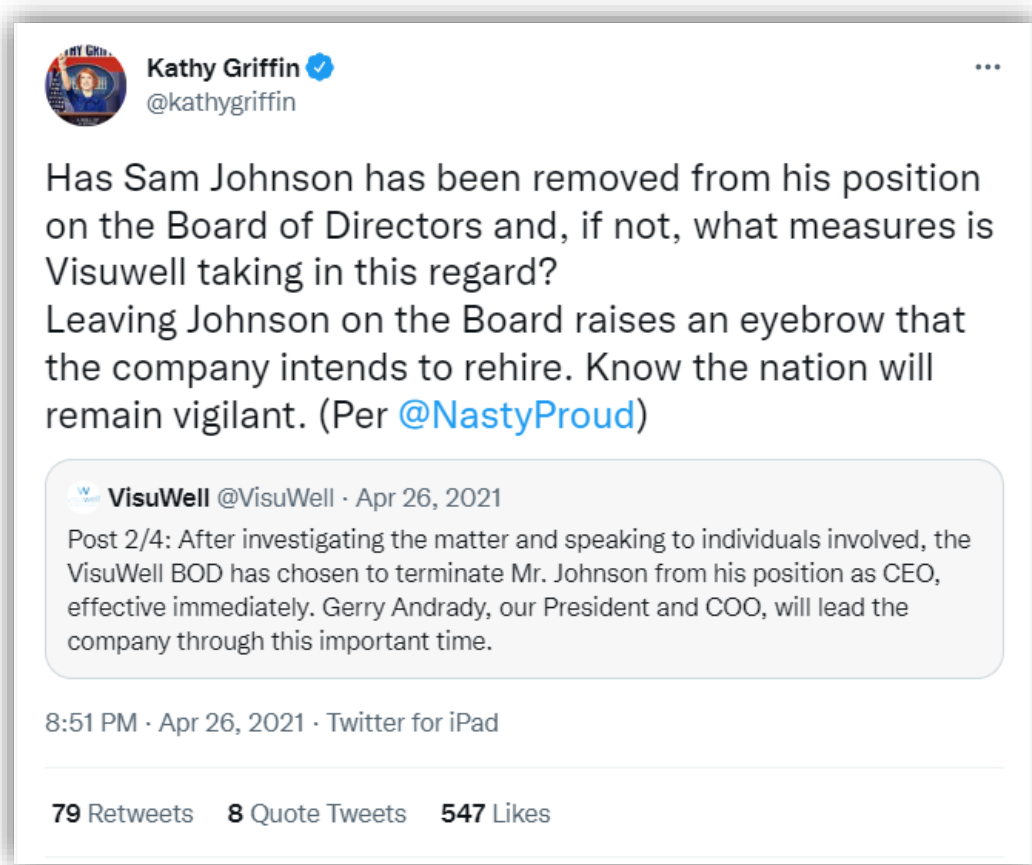 Kathy Griffin
@kathygriffin
Has Sam Johnson has been removed from his position
on the Board of Directors and, if not, what measures is
Visuwell taking in this regard?
Leaving Johnson on the Board raises an eyebrow that
the company intends to rehire. Know the nation will
remain vigilant. (Per @NastyProud)
VisuWell @VisuWell · Apr 26, 2021
Post 2/4: After investigating the matter and speaking to individuals involved, the
VisuWell BOD has chosen to terminate Mr. Johnson from his position as CEO,
effective immediately. Gerry Andrady, our President and COO, will lead the
company through this important time.
8:51 PM · Apr 26, 2021 · Twitter for iPad
79 Retweets 8 Quote Tweets 547 Likes